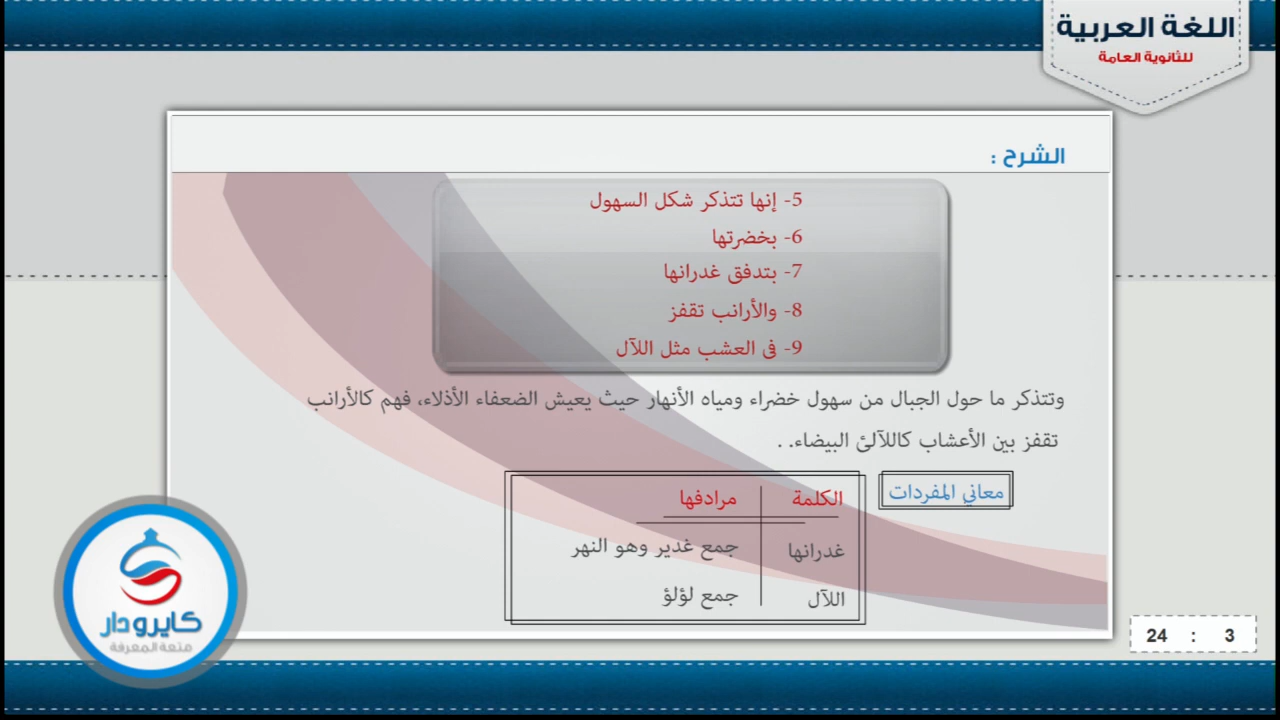 اللغة العربية
للثانوية العامة
الشرح :
5- إنها تتذكر شكل السهول
6- بخضرتها
7- بتدفق غدرانها
8- والأرانب تقفز
9- فى العشب مثل اللآل
وتتذكر ما حول الجبال من سهول خضراء ومياه الأنهار حيث يعيش الضعفاء الأذلاء، فهم كالأرانب
تقفز بين الأعشاب كاللآلئ البيضاء. .
معاني المفردات
الكلمة مرادفها
غدرانها جمع غدير وهو النهر
اللآل جمع لؤلؤ
كايرودار
متعة المعرفة
24 : 3